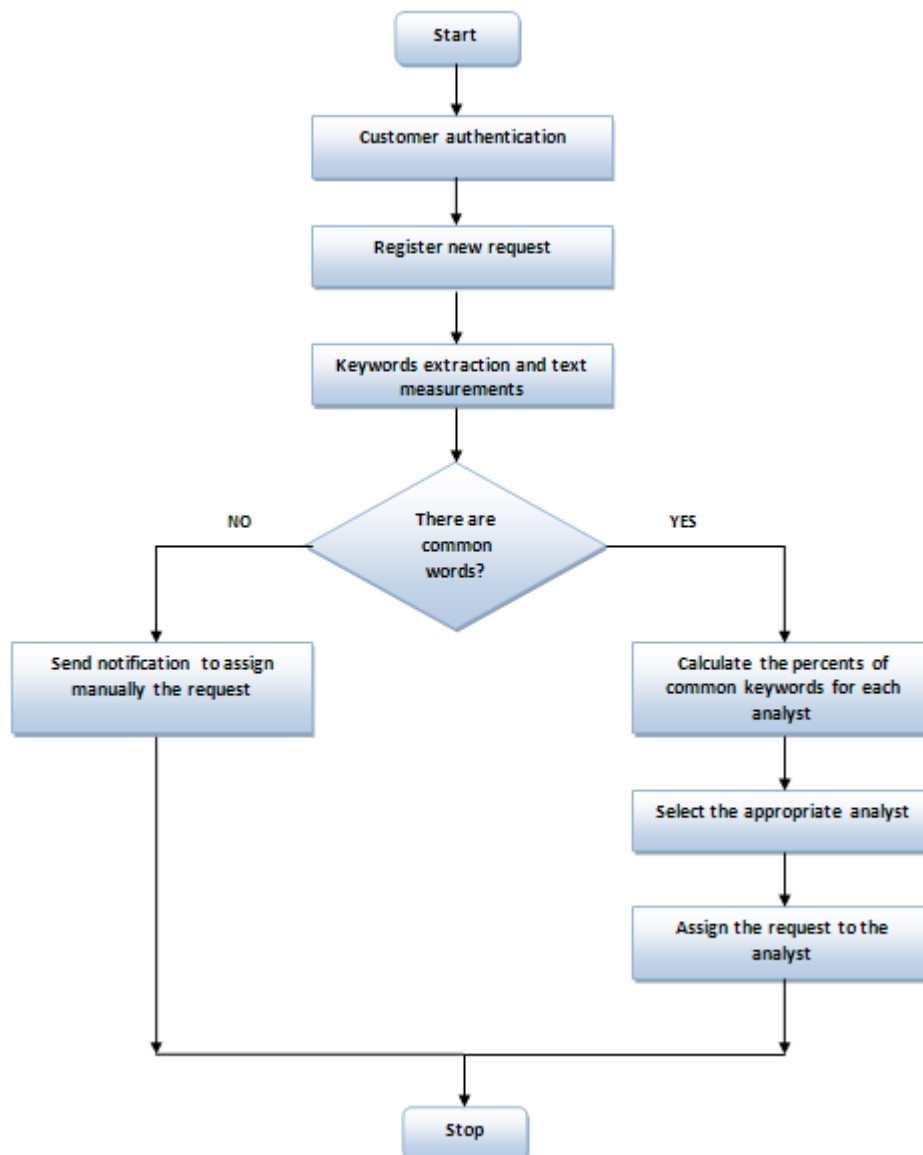 Start
Customer authentication
Register new request
Keywords extraction and text
measurements
NO
There are
common
words?
YES
Send notification to assign
manually the request
Calculate the percents of
common keywords for each
analyst
Select the appropriate analyst
Assign the request to the
analyst
Stop